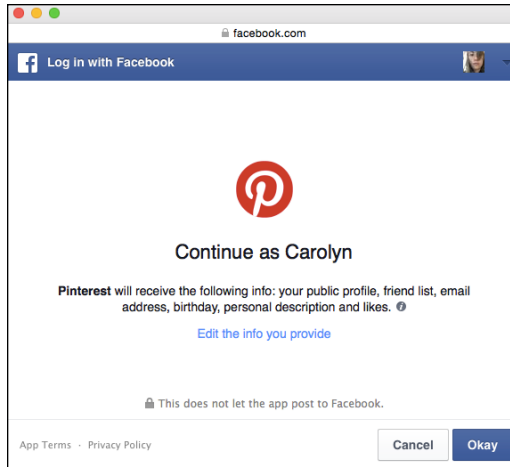 facebook.com
Log in with Facebook
Continue as Carolyn
Pinterest will receive the following info: your public profile, friend list, email
address, birthday, personal description and likes.
Edit the info you provide
This does not let the app post to Facebook.
App Terms · Privacy Policy
Cancel
Okay